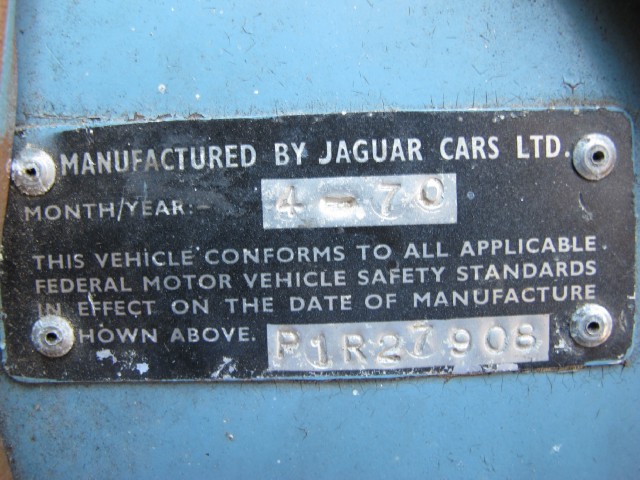 MANUFACTURED BY JAGUAR CARS LTD.
MONTH/YEAR:- 4-70
THIS VEHICLE CONFORMS TO ALL APPLICABLE
FEDERAL MOTOR VEHICLE SAFETY STANDARDS
IN EFFECT ON THE DATE OF MANUFACTURE
HOWN ABOVE. P1R27908